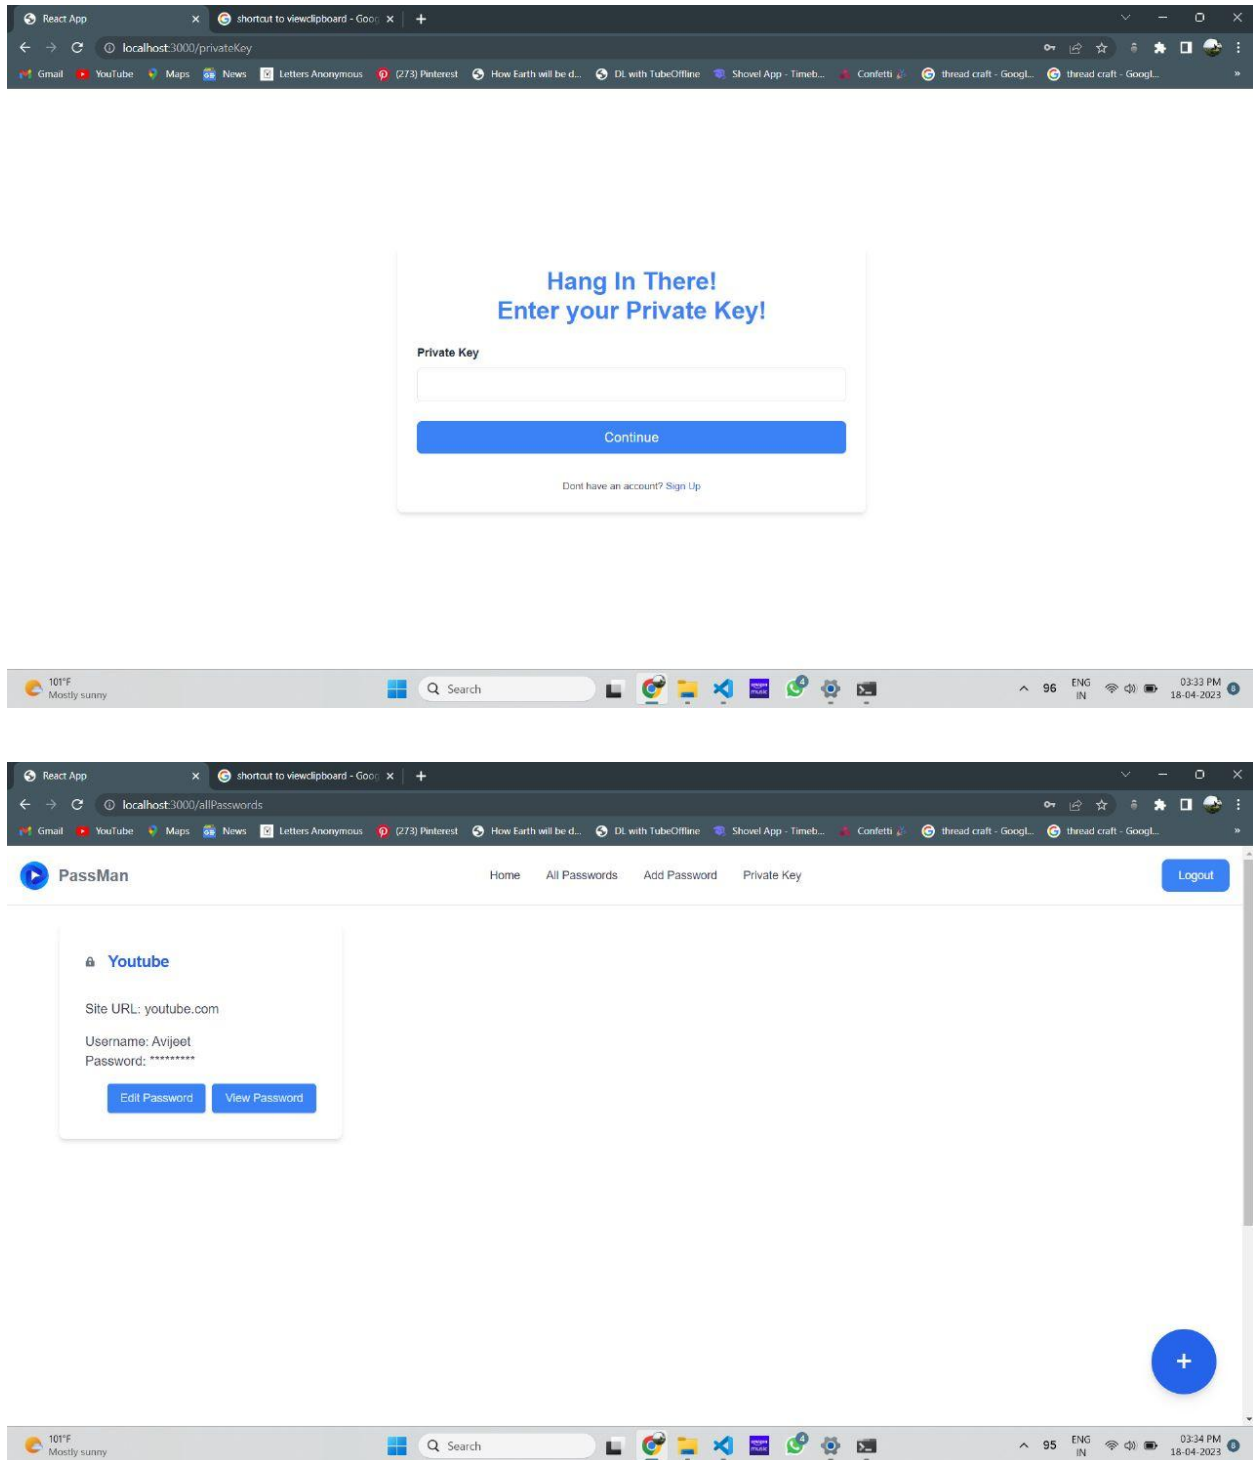 React App
shortcut to viewclipboard - Goo
localhost:3000/privateKey
Gmail YouTube Maps News Letters Anonymous (273) Pinterest How Earth will be d... DL with TubeOffline Shovel App - Timeb... Confetti thread craft - Googl... thread craft - Googl...
Hang In There!
Enter your Private Key!
Private Key
Continue
Dont have an account? Sign Up
101°F
Mostly sunny
Search
4
96
ENG
IN
03:33 PM
18-04-2023
React App
shortcut to viewclipboard - Goo
localhost:3000/allPasswords
Gmail YouTube Maps News Letters Anonymous (273) Pinterest How Earth will be d... DL with TubeOffline Shovel App - Timeb... Confetti thread craft - Googl... thread craft - Googl...
PassMan Home All Passwords Add Password Private Key Logout
Youtube
Site URL: youtube.com
Username: Avijeet
Password: *********
Edit Password View Password
+
101°F
Mostly sunny
Search
4
95
ENG
IN
03:34 PM
18-04-2023